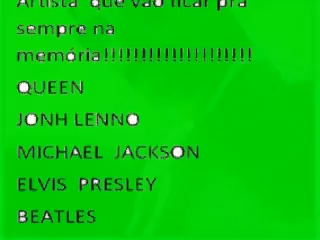 Artista que vão ficar pra
sempre na
memória!!!!!!!!!!!!!!!!!!!!
QUEEN
JONH LENNO
MICHAEL JACKSON
ELVIS PRESLEY
BEATLES